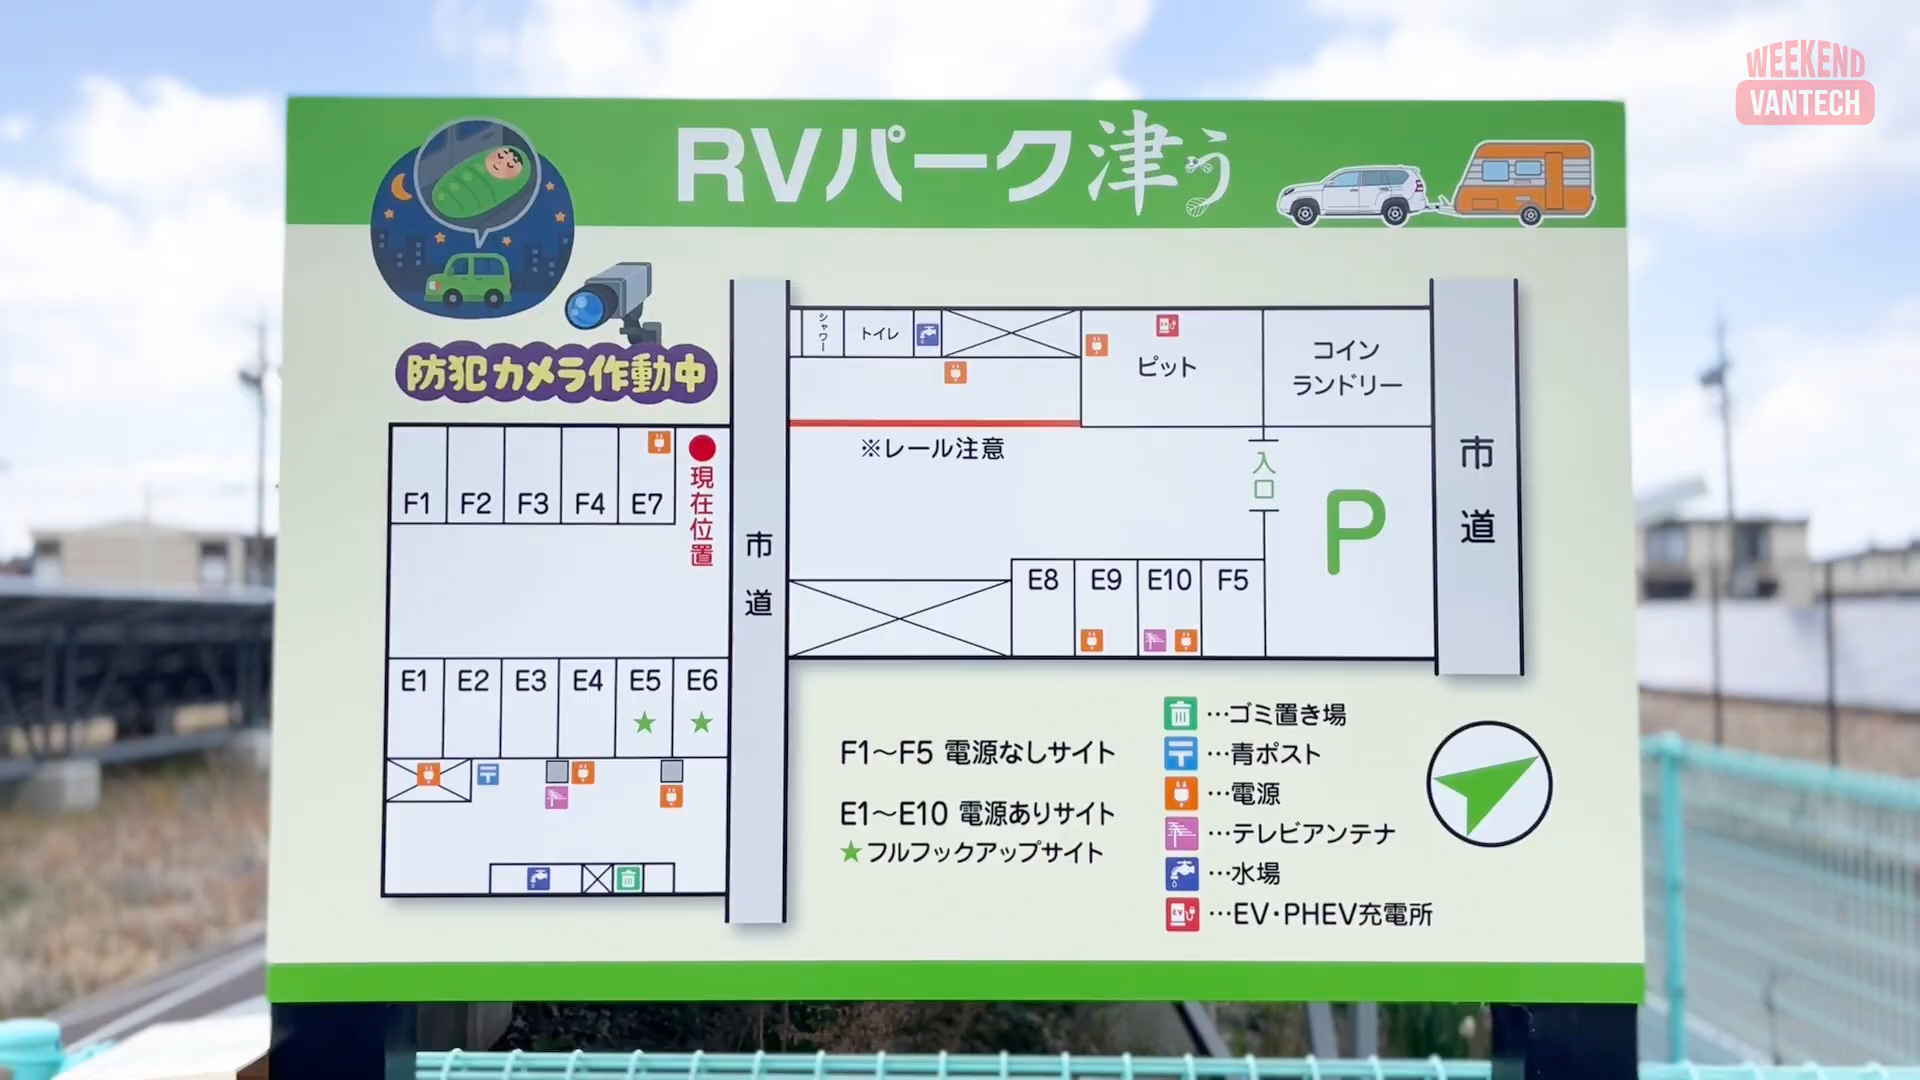 WEEKEND
VANTECH
RVパーク津う
防犯カメラ作動中
シャワー
トイレ
ピット
コイン
ランドリー
※レール注意
入口
P
市道
市道
F1
F2
F3
F4
E7
現在位置
E8
E9
E10
F5
E1
E2
E3
E4
E5
★
E6
★
〒
EV
F1～F5 電源なしサイト
E1～E10 電源ありサイト
★フルフックアップサイト
…ゴミ置き場
〒…青ポスト
…電源
…テレビアンテナ
…水場
EV…EV・PHEV充電所